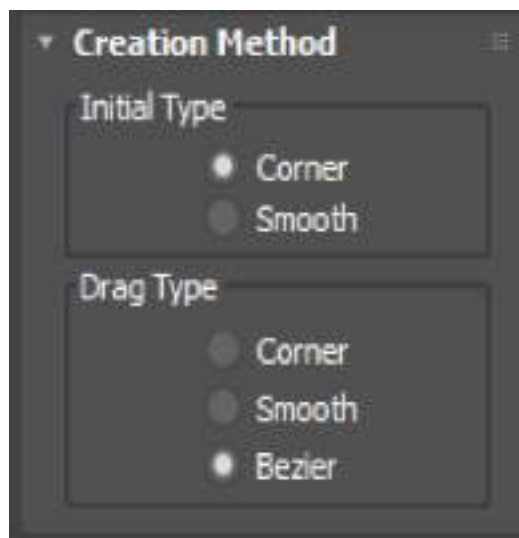 Creation Method
Initial Type
Corner
Smooth
Drag Type
Corner
Smooth
Bezier